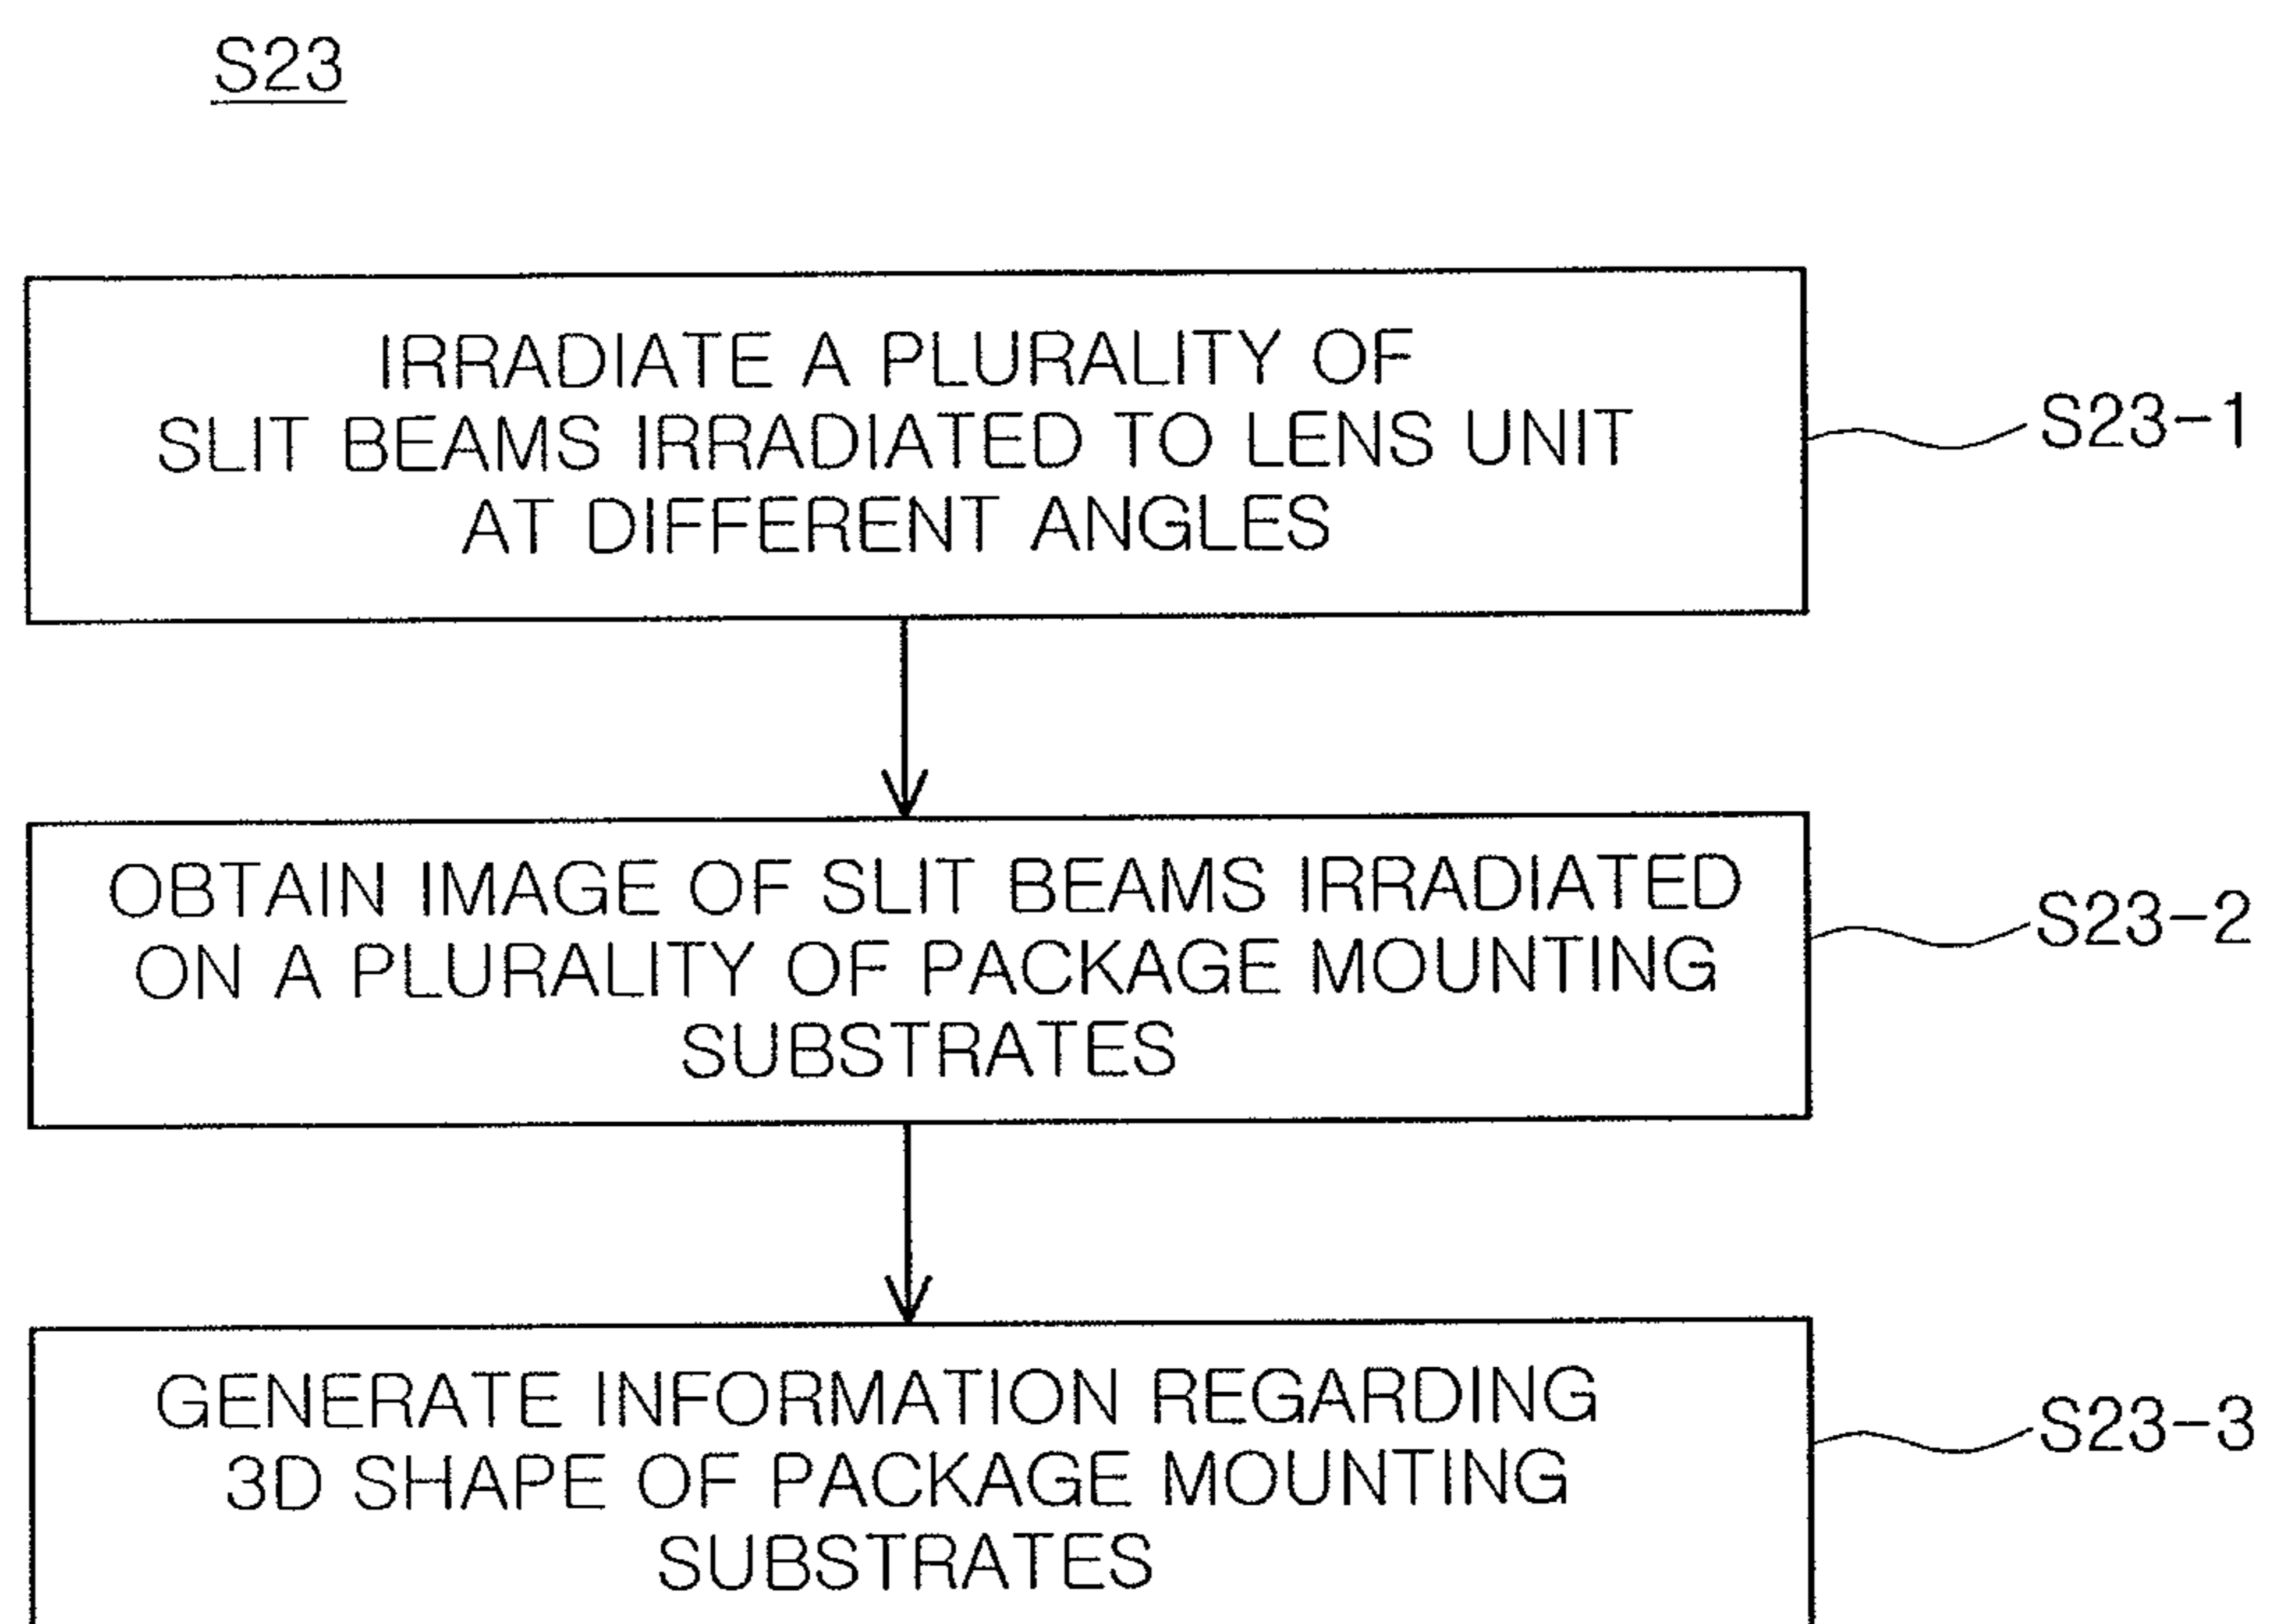 S23
IRRADIATE A PLURALITY OF
SLIT BEAMS IRRADIATED TO LENS UNIT
AT DIFFERENT ANGLES
S23-1
OBTAIN IMAGE OF SLIT BEAMS IRRADIATED
ON A PLURALITY OF PACKAGE MOUNTING
SUBSTRATES
S23-2
GENERATE INFORMATION REGARDING
3D SHAPE OF PACKAGE MOUNTING
SUBSTRATES
S23-3